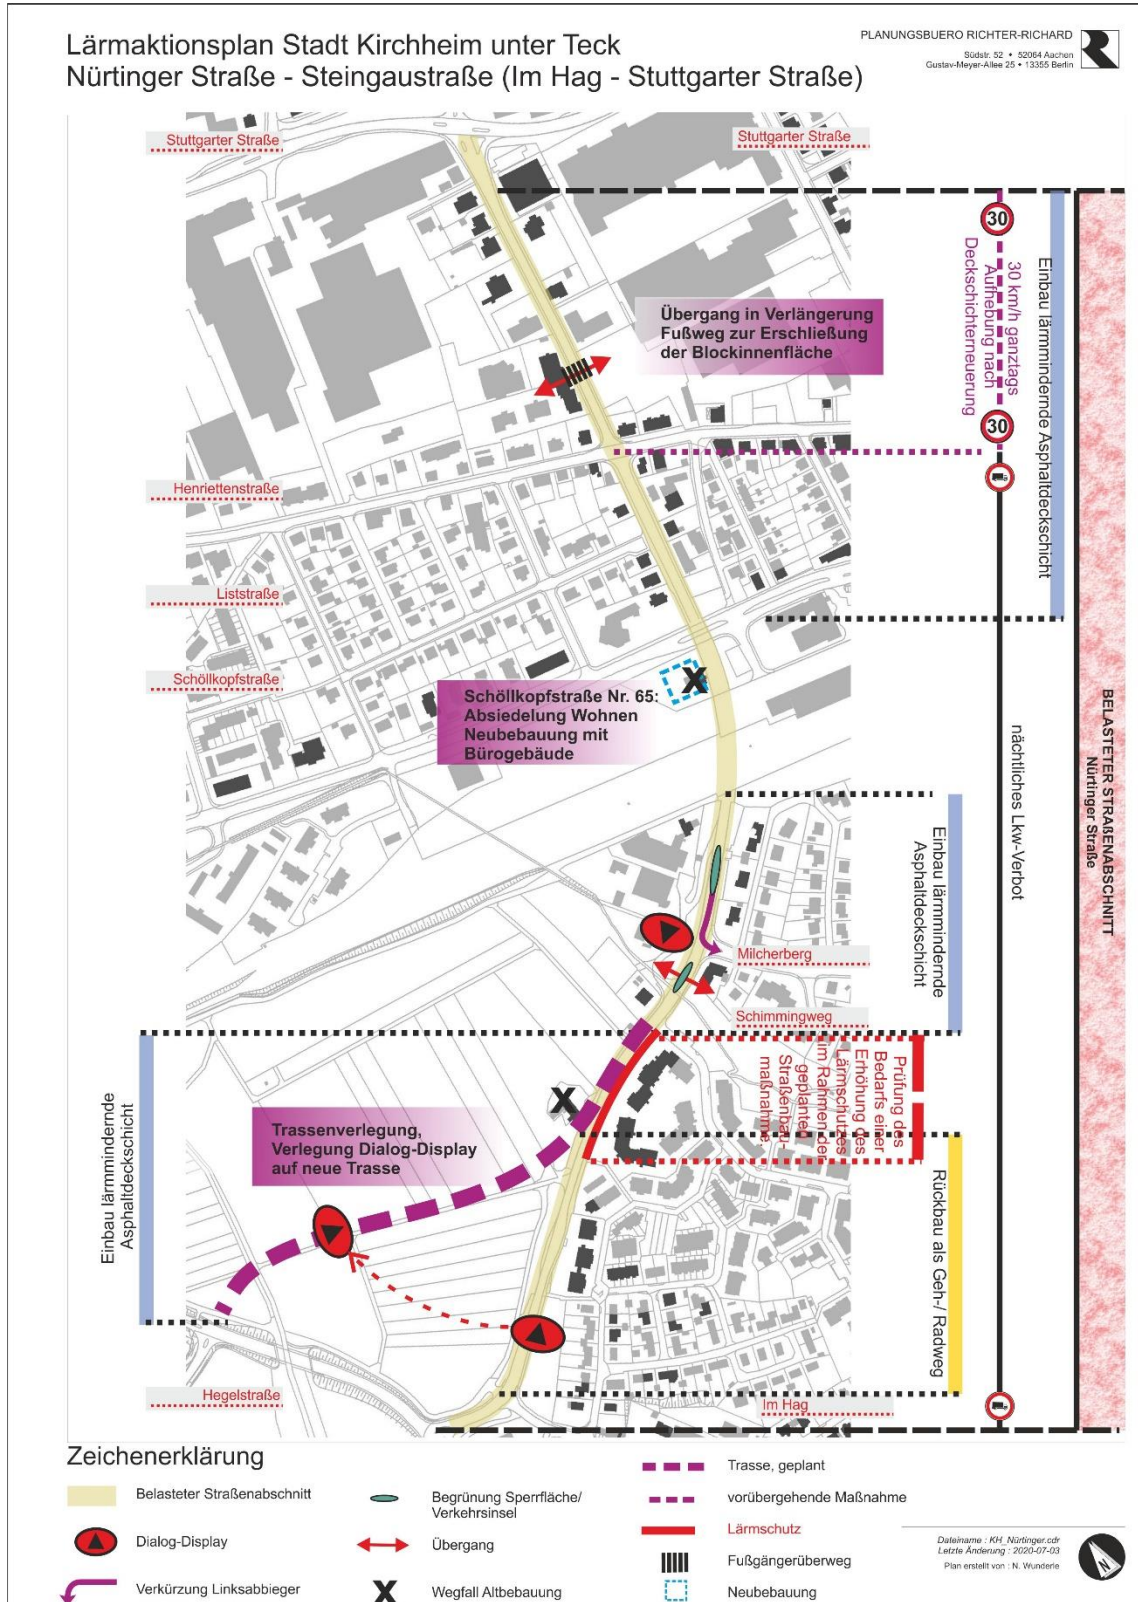 Lärmaktionsplan Stadt Kirchheim unter Teck
Nürtinger Straße - Steingaustraße (Im Hag - Stuttgarter Straße)
PLANUNGSBUERO RICHTER-RICHARD
Südstr. 52 • 52064 Aachen
Gustav-Meyer-Allee 25 • 13355 Berlin
Stuttgarter Straße
Stuttgarter Straße
30
30 km/h ganztags
Aufhebung nach
Deckschichterneuerung
30
Einbau lärmmindernde Asphaltdeckschicht
Übergang in Verlängerung
Fußweg zur Erschließung
der Blockinnenfläche
Henriettenstraße
Liststraße
Schöllkopfstraße
Schöllkopfstraße Nr. 65:
Absiedelung Wohnen
Neubebauung mit
Bürogebäude
nächtliches Lkw-Verbot
BELASTETER STRAßENABSCHNITT
Nürtinger Straße
Einbau lärmmindernde
Asphaltdeckschicht
Milcherberg
Schimmingweg
Prüfung des
Bedarfs einer
Erhöhung des
Lärmschutzes
im Rahmen der
geplanten
Straßenbau-
maßnahme.
Einbau lärmmindernde
Asphaltdeckschicht
Trassenverlegung,
Verlegung Dialog-Display
auf neue Trasse
Rückbau als Geh-/ Radweg
Hegelstraße
Im Hag
Zeichenerklärung
Belasteter Straßenabschnitt
Dialog-Display
Verkürzung Linksabbieger
Begrünung Sperrfläche/
Verkehrsinsel
Übergang
Wegfall Altbebauung
Trasse, geplant
vorübergehende Maßnahme
Lärmschutz
Fußgängerüberweg
Neubebauung
Dateiname : KH_Nürtinger.cdr
Letzte Änderung : 2020-07-03
Plan erstellt von : N. Wunderle
N